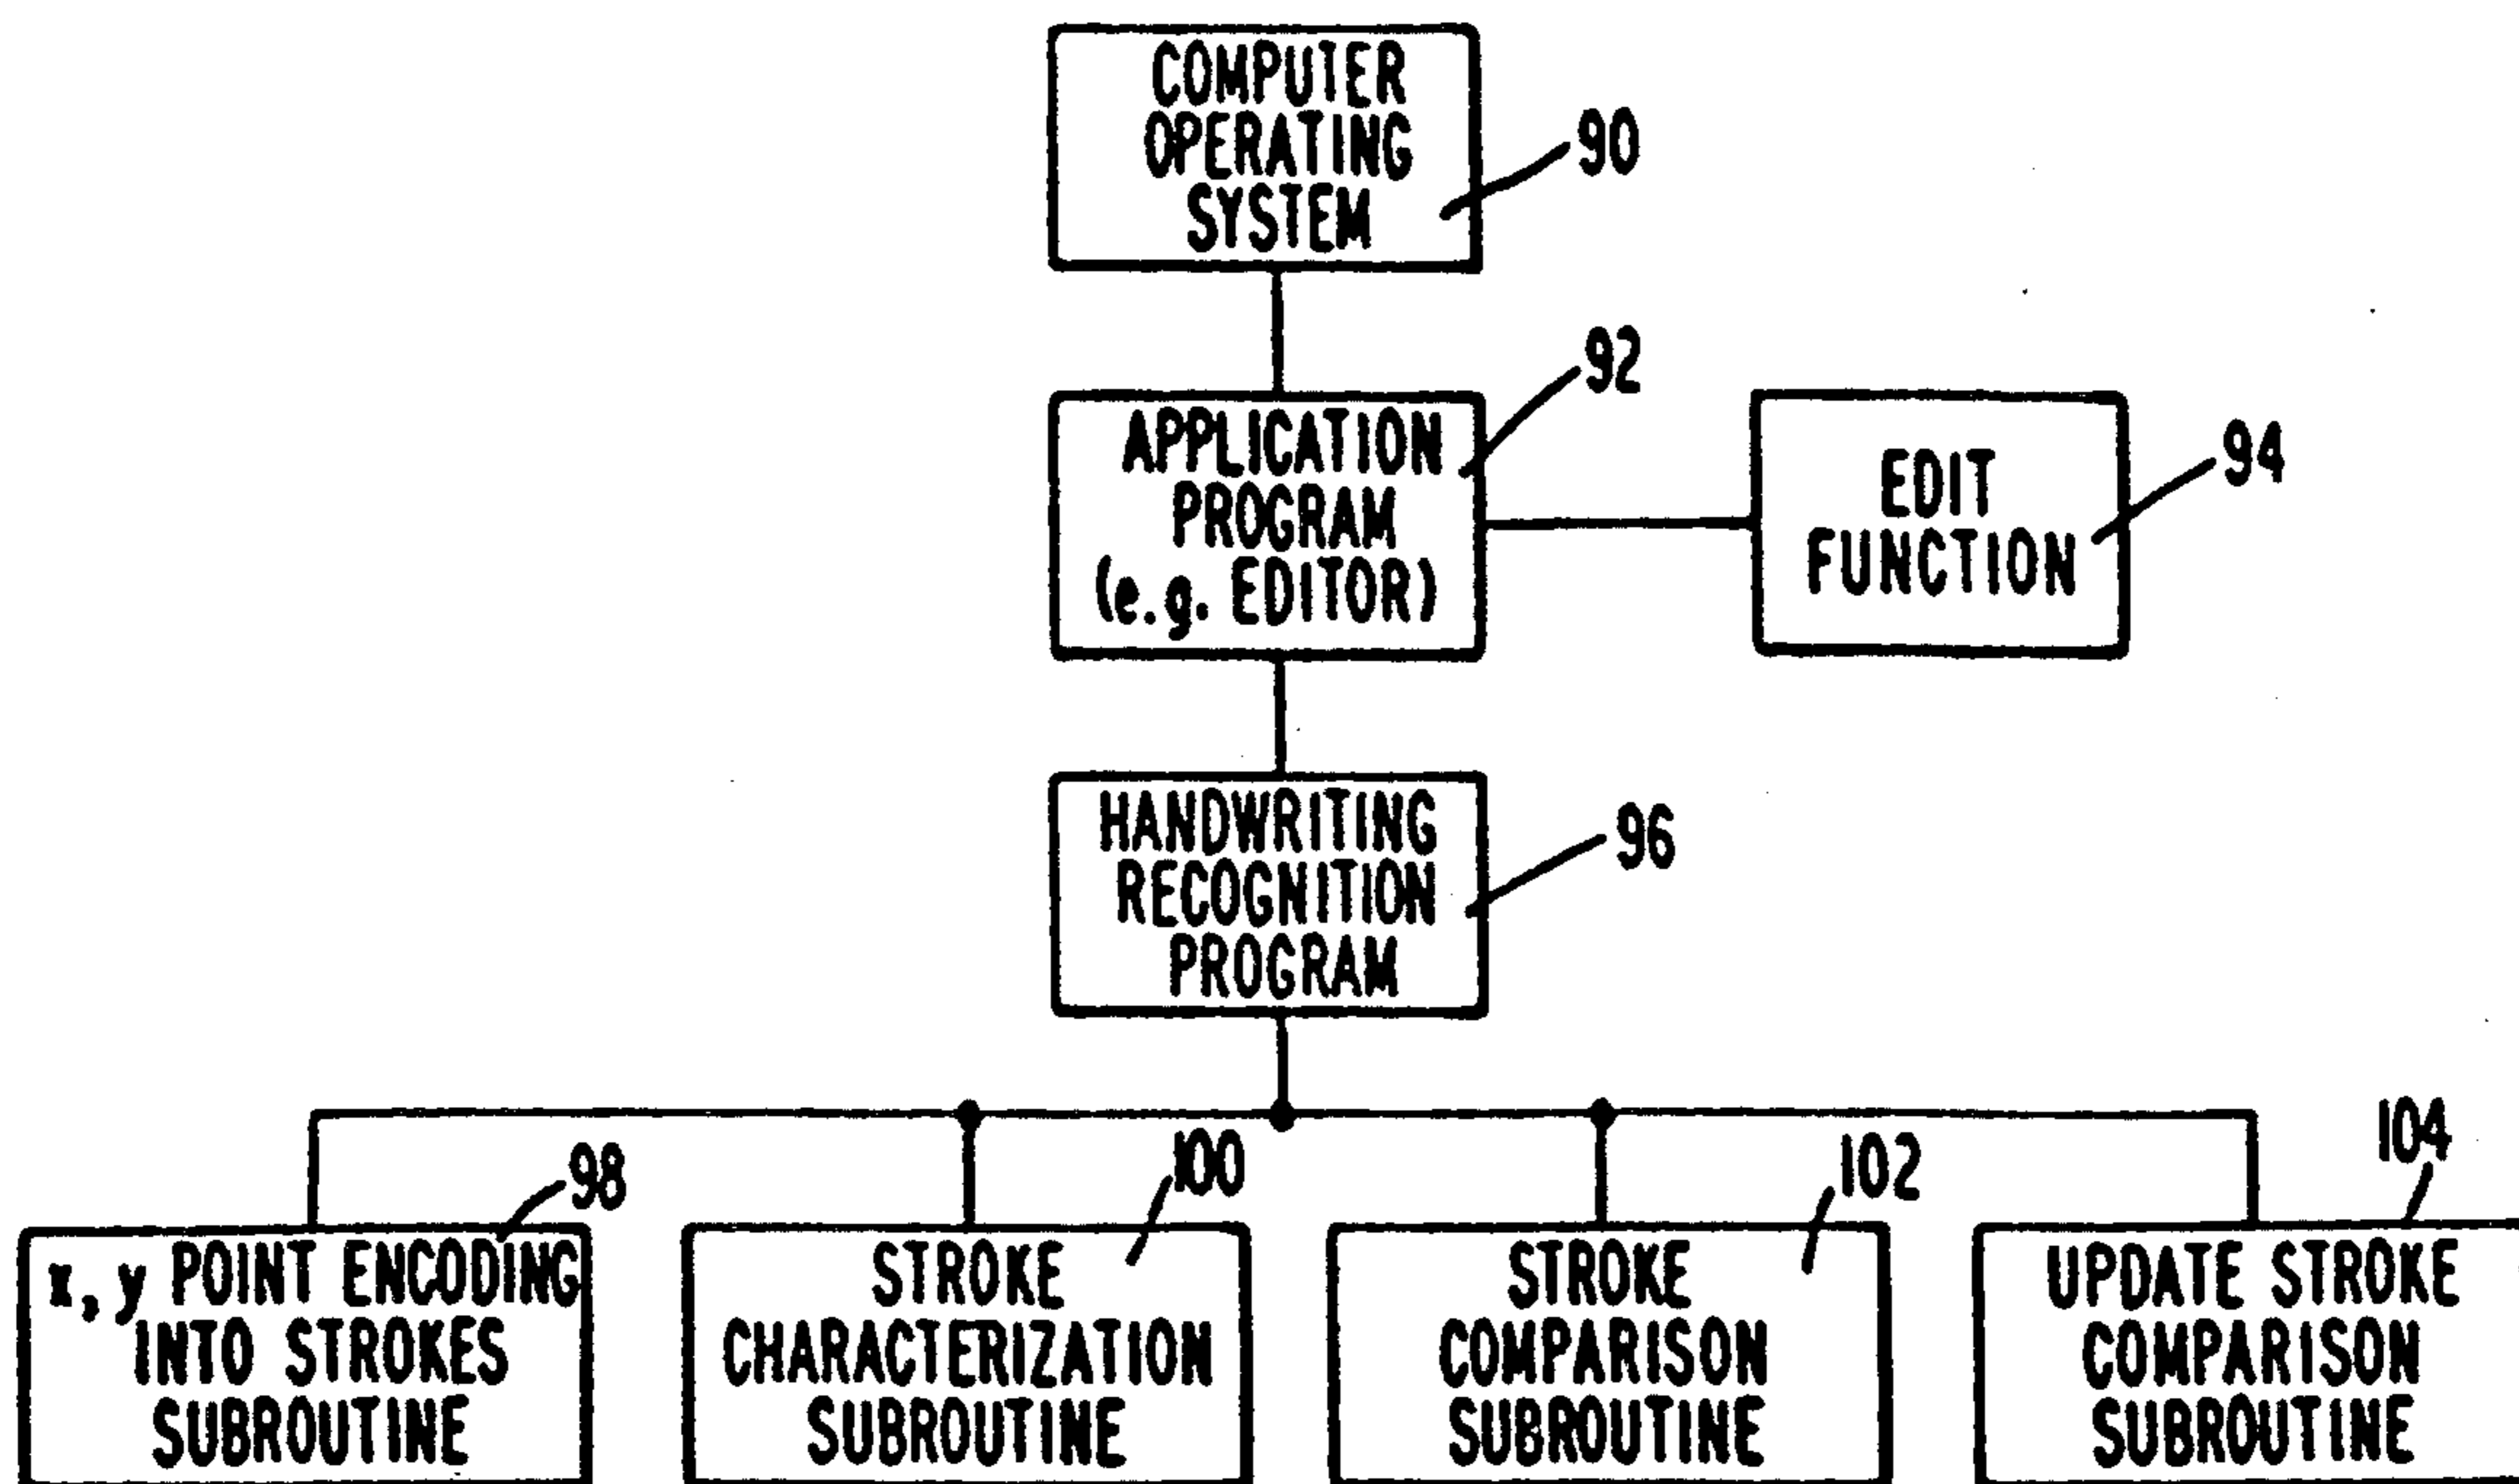 COMPUTER
OPERATING
SYSTEM
90
APPLICATION
PROGRAM
(e.g. EDITOR)
92
EDIT
FUNCTION
94
HANDWRITING
RECOGNITION
PROGRAM
96
98
x, y POINT ENCODING
INTO STROKES
SUBROUTINE
100
STROKE
CHARACTERIZATION
SUBROUTINE
102
STROKE
COMPARISON
SUBROUTINE
104
UPDATE STROKE
COMPARISON
SUBROUTINE